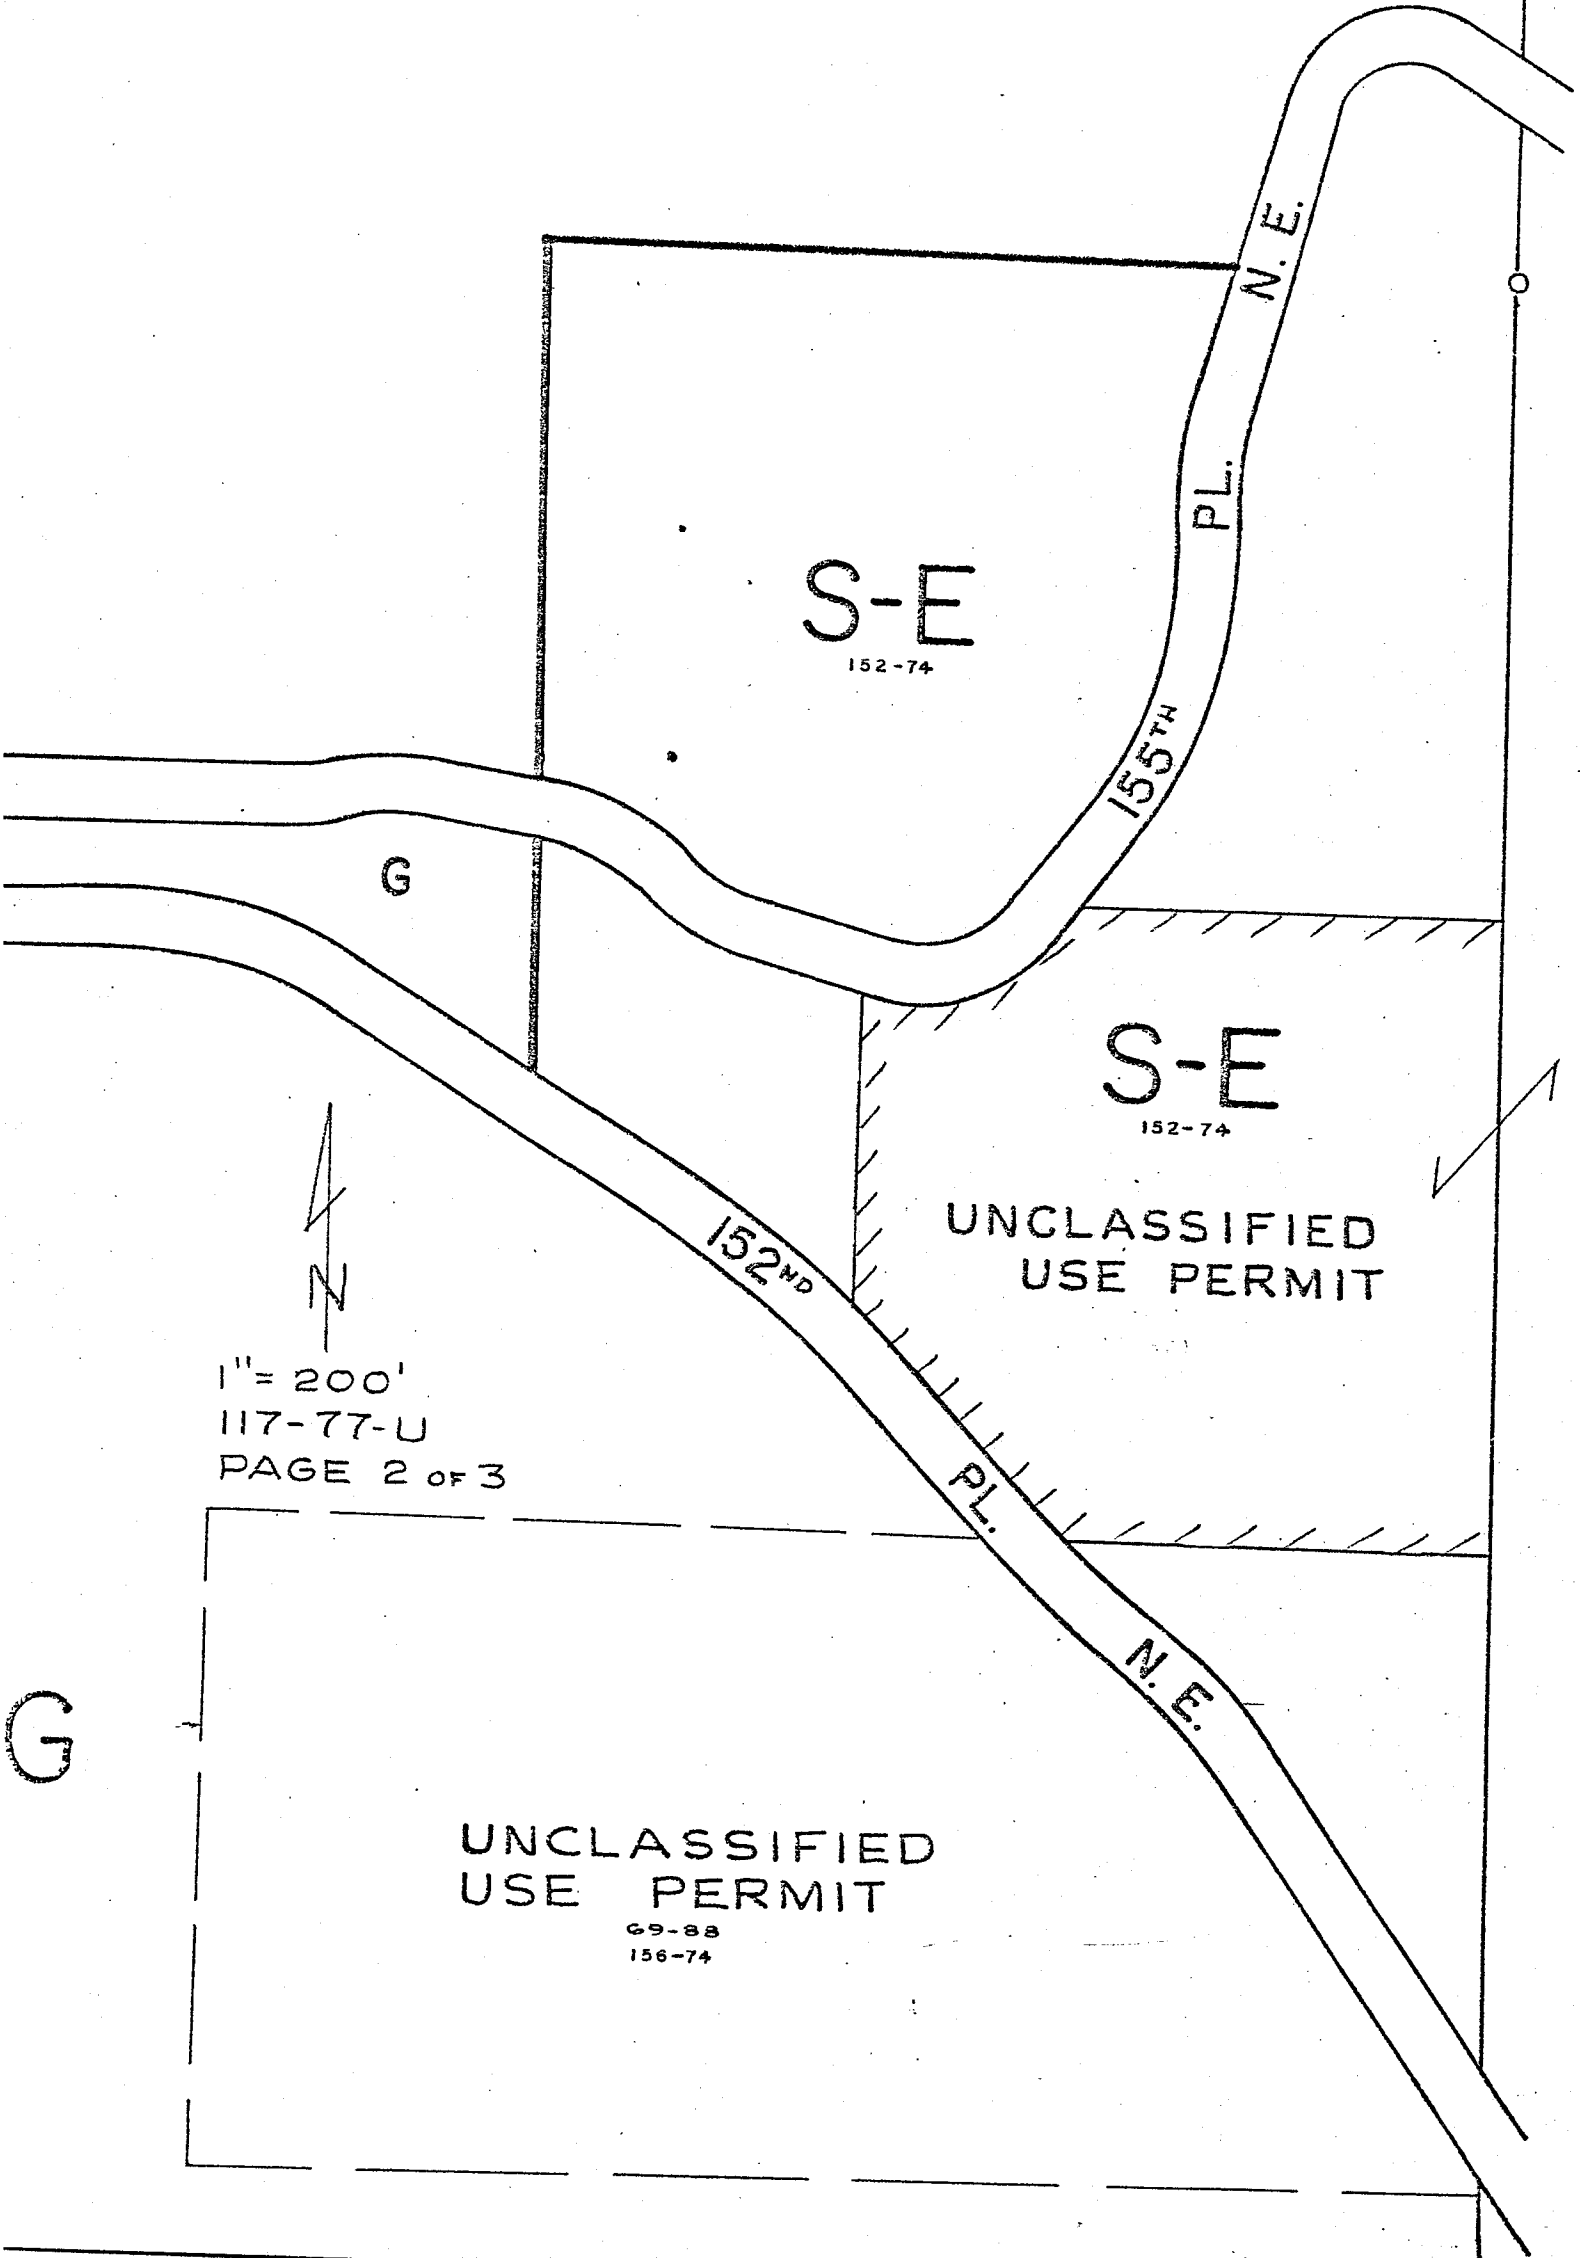 N. E.
PL.
155TH
S-E
152-74
G
S-E
152-74
UNCLASSIFIED
USE PERMIT
152ND
PL.
N. E.
N
1"= 200'
117-77-U
PAGE 2 OF 3
G
UNCLASSIFIED
USE PERMIT
69-88
156-74